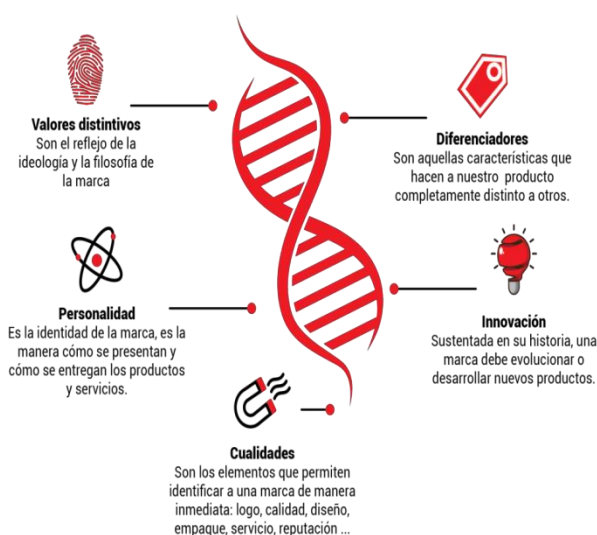 Valores distintivos
Son el reflejo de la
ideología y la filosofía de
la marca
Diferenciadores
Son aquellas características que
hacen a nuestro producto
completamente distinto a otros.
Personalidad
Es la identidad de la marca, es la
manera cómo se presentan y
cómo se entregan los productos
y servicios.
Innovación
Sustentada en su historia, una
marca debe evolucionar o
desarrollar nuevos productos.
Cualidades
Son los elementos que permiten
identificar a una marca de manera
inmediata: logo, calidad, diseño,
empaque, servicio, reputación ...